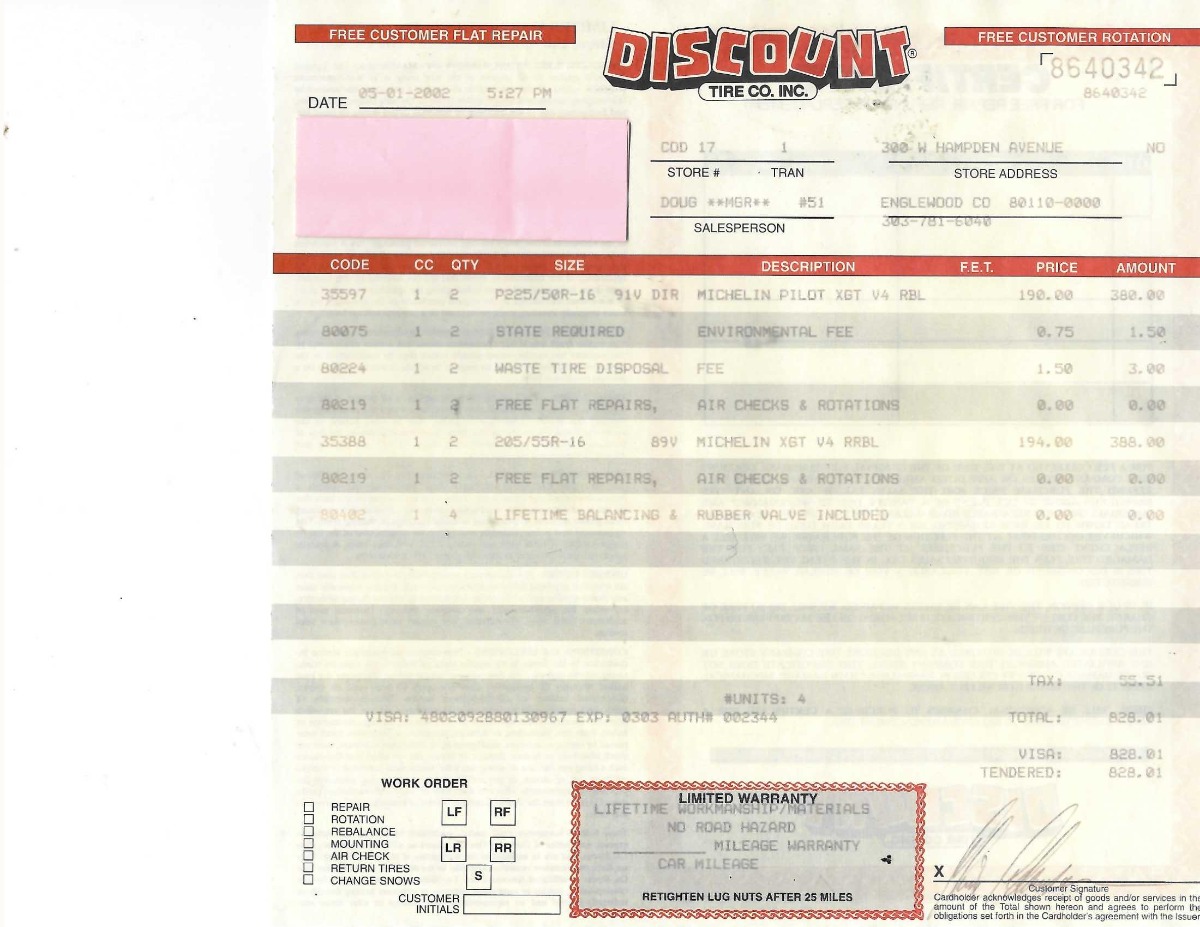 FREE CUSTOMER FLAT REPAIR
DISCOUNT®
TIRE CO. INC.
FREE CUSTOMER ROTATION
8640342
8640342
DATE 05-01-2002 5:27 PM
COD 17 1 300 W HAMPDEN AVENUE NO
STORE # TRAN STORE ADDRESS
DOUG **MGR** #51 ENGLEWOOD CO 80110-0000
303-781-6040
SALESPERSON
CODE CC QTY SIZE DESCRIPTION F.E.T. PRICE AMOUNT
35597 1 2 P225/50R-16 91V DIR MICHELIN PILOT XGT V4 RBL 190.00 380.00
80075 1 2 STATE REQUIRED ENVIRONMENTAL FEE 0.75 1.50
80224 1 2 WASTE TIRE DISPOSAL FEE 1.50 3.00
80219 1 2 FREE FLAT REPAIRS, AIR CHECKS & ROTATIONS 0.00 0.00
35388 1 2 205/55R-16 89V MICHELIN XGT V4 RRBL 194.00 388.00
80219 1 2 FREE FLAT REPAIRS, AIR CHECKS & ROTATIONS 0.00 0.00
80402 1 4 LIFETIME BALANCING & RUBBER VALVE INCLUDED 0.00 0.00
TAX: 55.51
#UNITS: 4
VISA: 4802092880130967 EXP: 0303 AUTH# 002344 TOTAL: 828.01
VISA: 828.01
TENDERED: 828.01
WORK ORDER
REPAIR
ROTATION
REBALANCE
MOUNTING
AIR CHECK
RETURN TIRES
CHANGE SNOWS
LF RF
LR RR
S
CUSTOMER
INITIALS
LIMITED WARRANTY
LIFETIME WORKMANSHIP/MATERIALS
NO ROAD HAZARD
MILEAGE WARRANTY
CAR MILEAGE
RETIGHTEN LUG NUTS AFTER 25 MILES
X
Customer Signature
Cardholder acknowledges receipt of goods and/or services in the
amount of the Total shown hereon and agrees to perform the
obligations set forth in the Cardholder's agreement with the Issuer